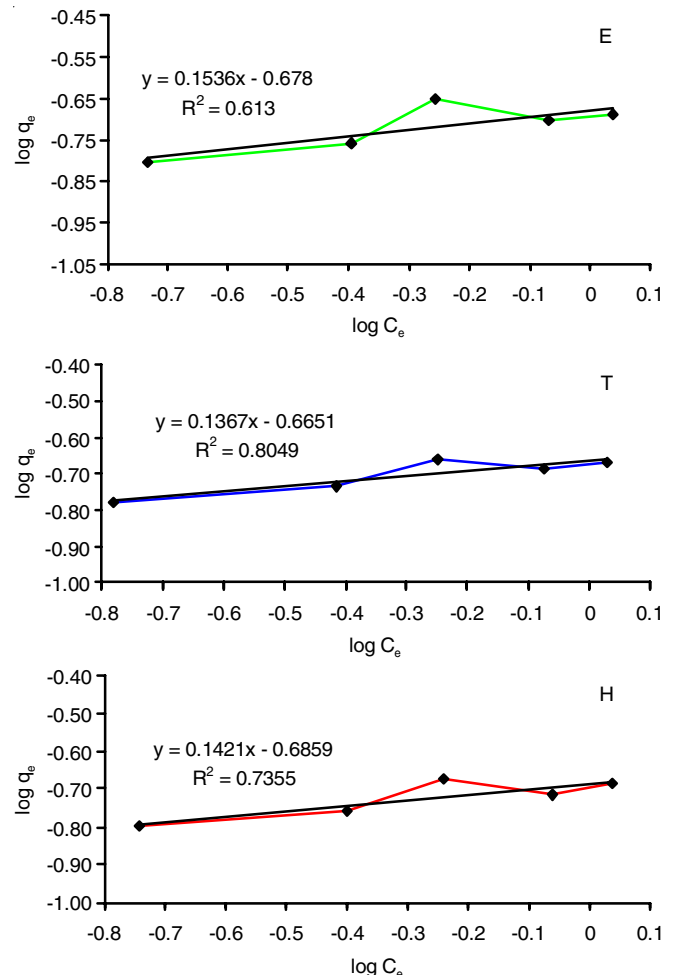 -0.45
E
-0.55
y = 0.1536x - 0.678
-0.65
R² = 0.613
log qₑ
-0.75
-0.85
-0.95
-1.05
-0.8 -0.7 -0.6 -0.5 -0.4 -0.3 -0.2 -0.1 0 0.1
log Cₑ
-0.40
T
-0.50
y = 0.1367x - 0.6651
-0.60
R² = 0.8049
log qₑ
-0.70
-0.80
-0.90
-1.00
-0.8 -0.7 -0.6 -0.5 -0.4 -0.3 -0.2 -0.1 0 0.1
log Cₑ
-0.40
H
-0.50
y = 0.1421x - 0.6859
-0.60
R² = 0.7355
log qₑ
-0.70
-0.80
-0.90
-1.00
-0.8 -0.7 -0.6 -0.5 -0.4 -0.3 -0.2 -0.1 0 0.1
log Cₑ